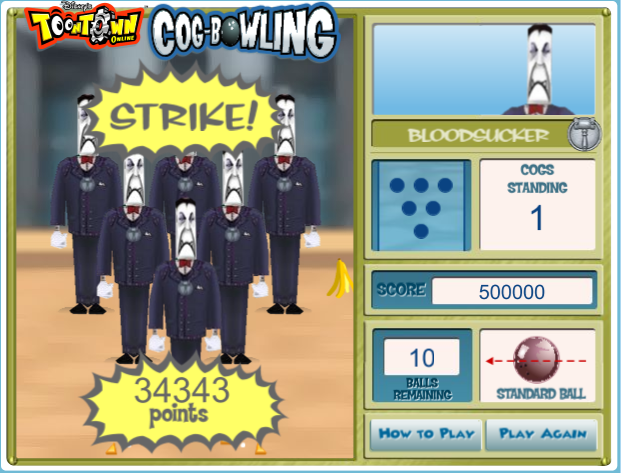 Disney's
TOONTOWN
ONLINE
COG-BOWLING
STRIKE!
34343
points
BLOODSUCKER
COGS
STANDING
1
SCORE 500000
10
BALLS
REMAINING
STANDARD BALL
HOW TO PLAY
PLAY AGAIN